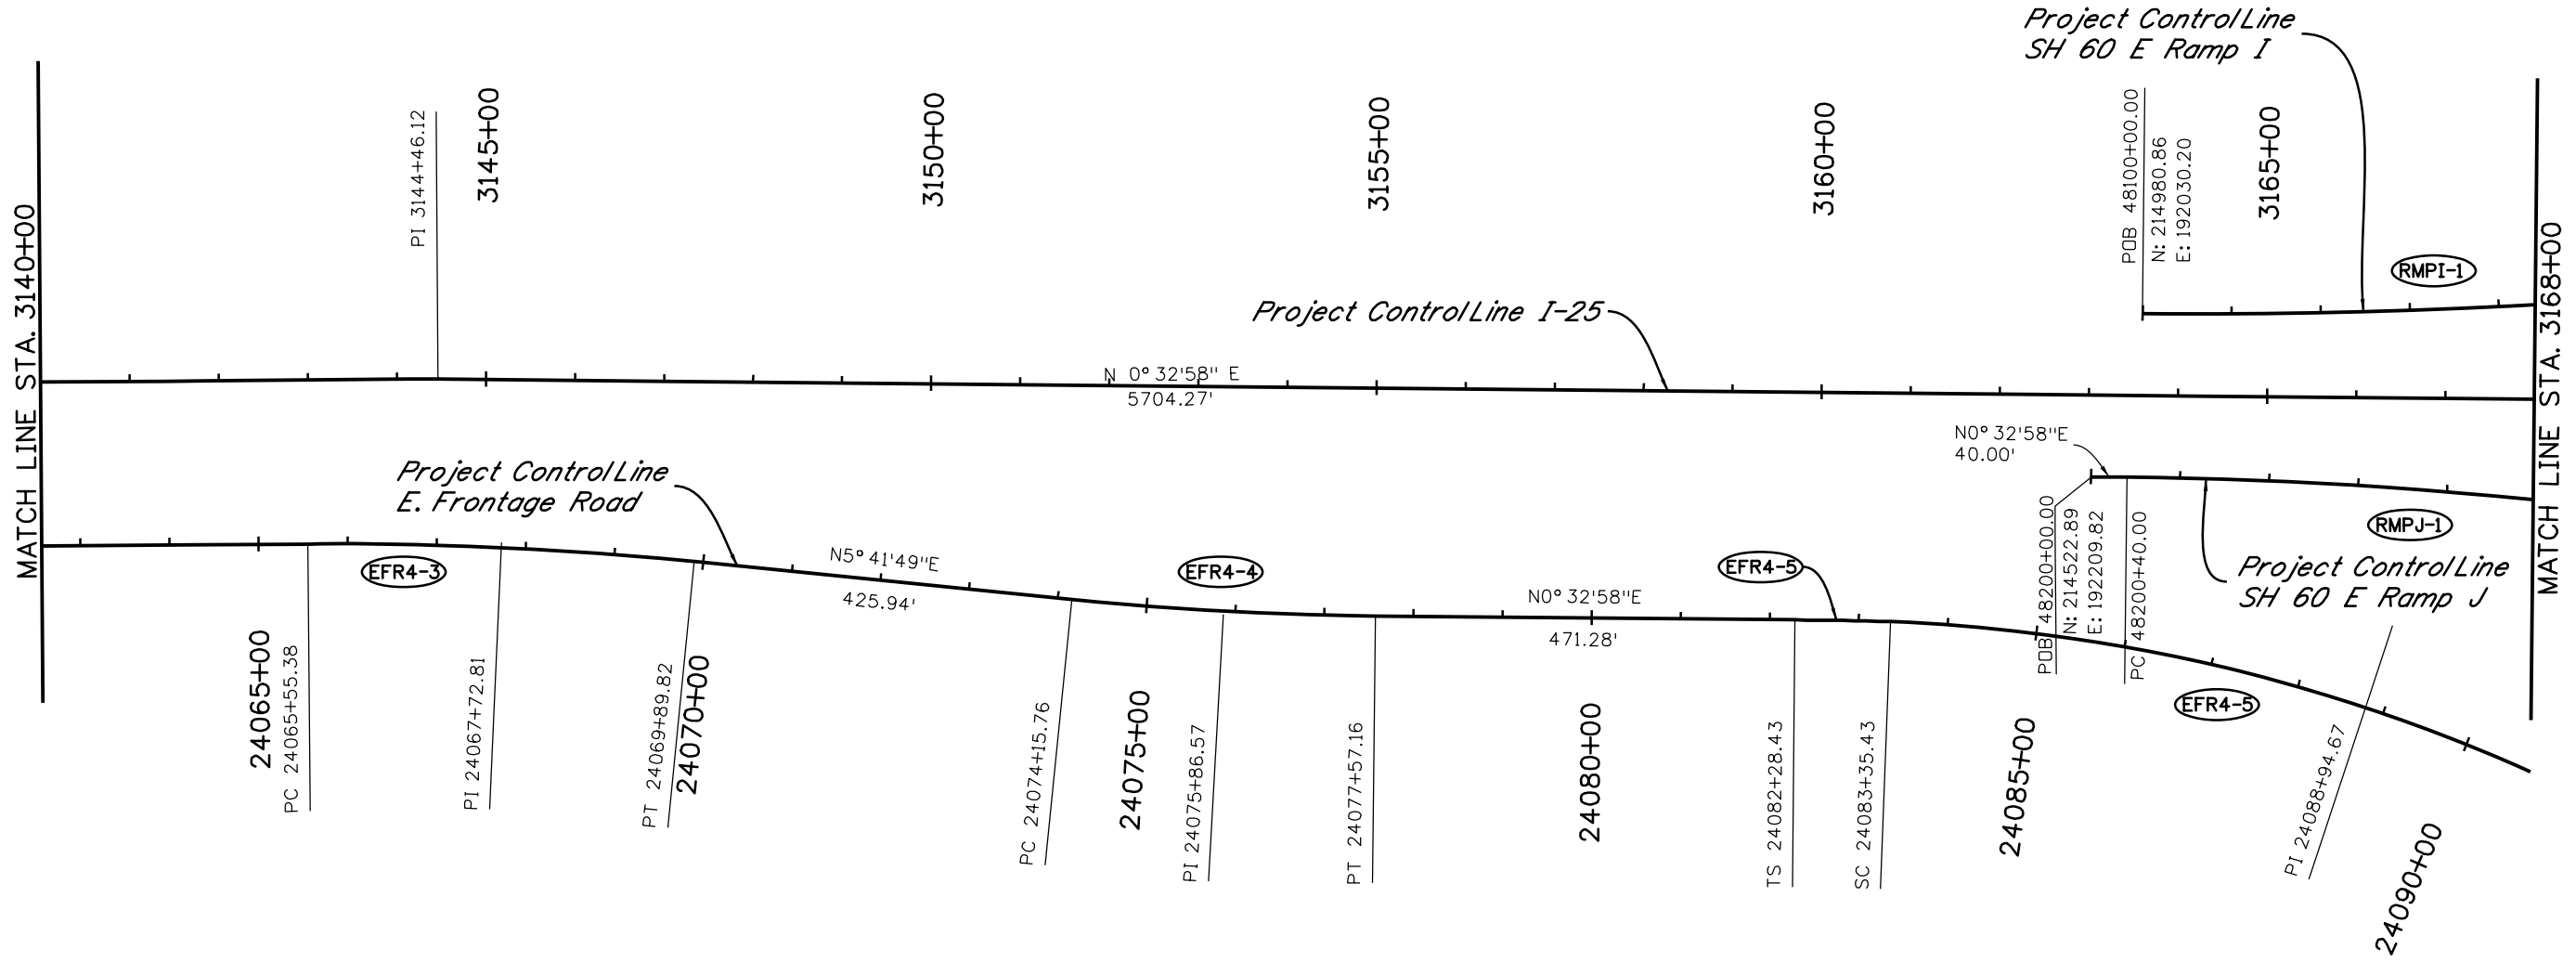 Project Control Line
SH 60 E Ramp I
MATCH LINE STA. 3140+00
PI 3144+46.12
3145+00
3150+00
3155+00
3160+00
POB 48100+00.00
N: 214980.86
E: 192030.20
3165+00
RMPI-1
MATCH LINE STA. 3168+00
Project Control Line I-25
N 0°32'58" E
5704.27'
N0°32'58"E
40.00'
Project Control Line
E. Frontage Road
POB 48200+00.00
N: 214522.89
E: 192209.82
PC 48200+40.00
RMPJ-1
Project Control Line
SH 60 E Ramp J
EFR4-3
N5°41'49"E
425.94'
EFR4-4
N0°32'58"E
471.28'
EFR4-5
EFR4-5
24065+00
PC 24065+55.38
PI 24067+72.81
PT 24069+89.82
24070+00
PC 24074+15.76
24075+00
PI 24075+86.57
PT 24077+57.16
24080+00
TS 24082+28.43
SC 24083+35.43
24085+00
PI 24088+94.67
24090+00